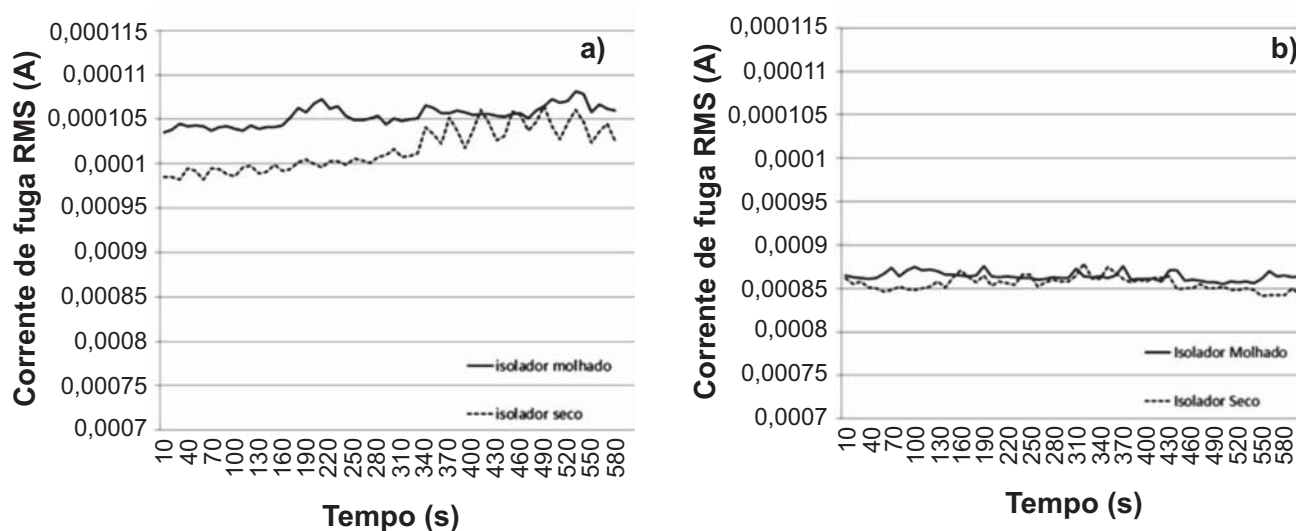 a)
Corrente de fuga RMS (A)
0,000115
0,00011
0,000105
0,0001
0,00095
0,0009
0,00085
0,0008
0,00075
0,0007
isolador molhado
isolador seco
10 40 70 100 130 160 190 220 250 280 310 340 370 400 430 460 490 520 550 580
Tempo (s)
b)
Corrente de fuga RMS (A)
0,000115
0,00011
0,000105
0,0001
0,00095
0,0009
0,00085
0,0008
0,00075
0,0007
Isolador Molhado
Isolador Seco
10 40 70 100 130 160 190 220 250 280 310 340 370 400 430 460 490 520 550 580
Tempo (s)